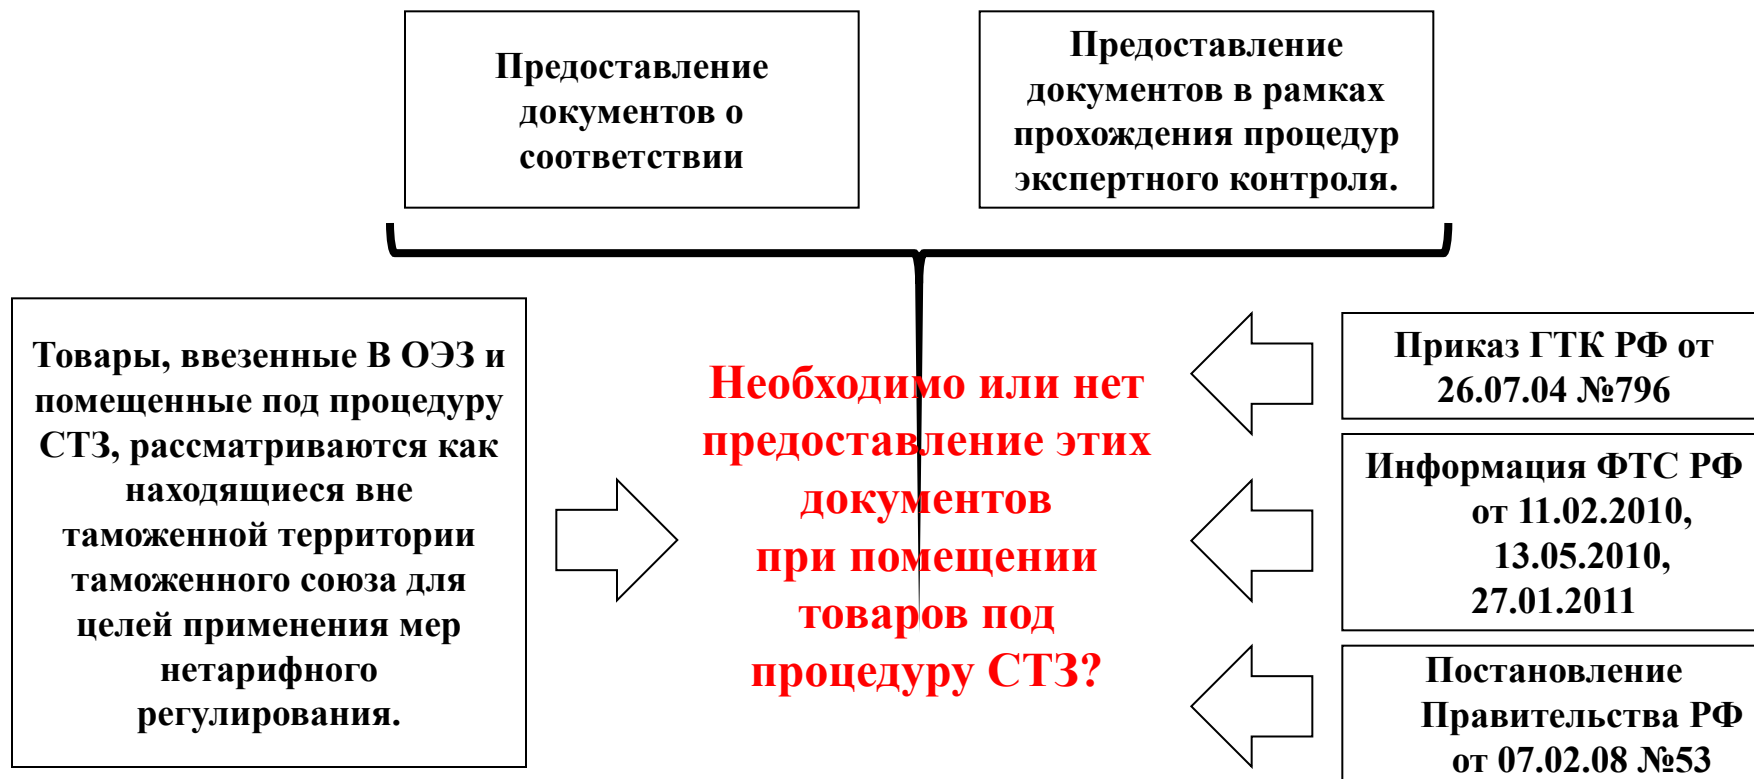 Предоставление
документов о
соответствии
Предоставление
документов в рамках
прохождения процедур
экспертного контроля.
Товары, ввезенные В ОЭЗ и
помещенные под процедуру
СТЗ, рассматриваются как
находящиеся вне
таможенной территории
таможенного союза для
целей применения мер
нетарифного
регулирования.
Необходимо или нет
предоставление этих
документов
при помещении
товаров под
процедуру СТЗ?
Приказ ГТК РФ от
26.07.04 №796
Информация ФТС РФ
от 11.02.2010,
13.05.2010,
27.01.2011
Постановление
Правительства РФ
от 07.02.08 №53